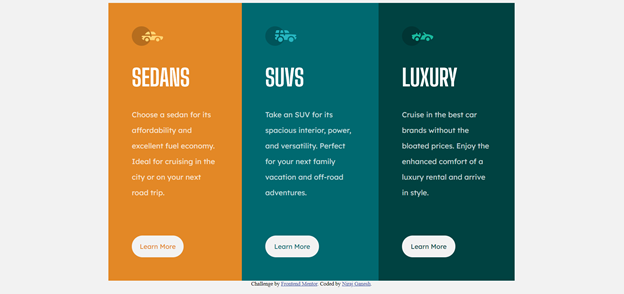 SEDANS
Choose a sedan for its
affordability and
excellent fuel economy.
Ideal for cruising in the
city or on your next
road trip.
Learn More
SUVS
Take an SUV for its
spacious interior, power,
and versatility. Perfect
for your next family
vacation and off-road
adventures.
Learn More
LUXURY
Cruise in the best car
brands without the
bloated prices. Enjoy the
enhanced comfort of a
luxury rental and arrive
in style.
Learn More
Challenge by Frontend Mentor. Coded by Niraj